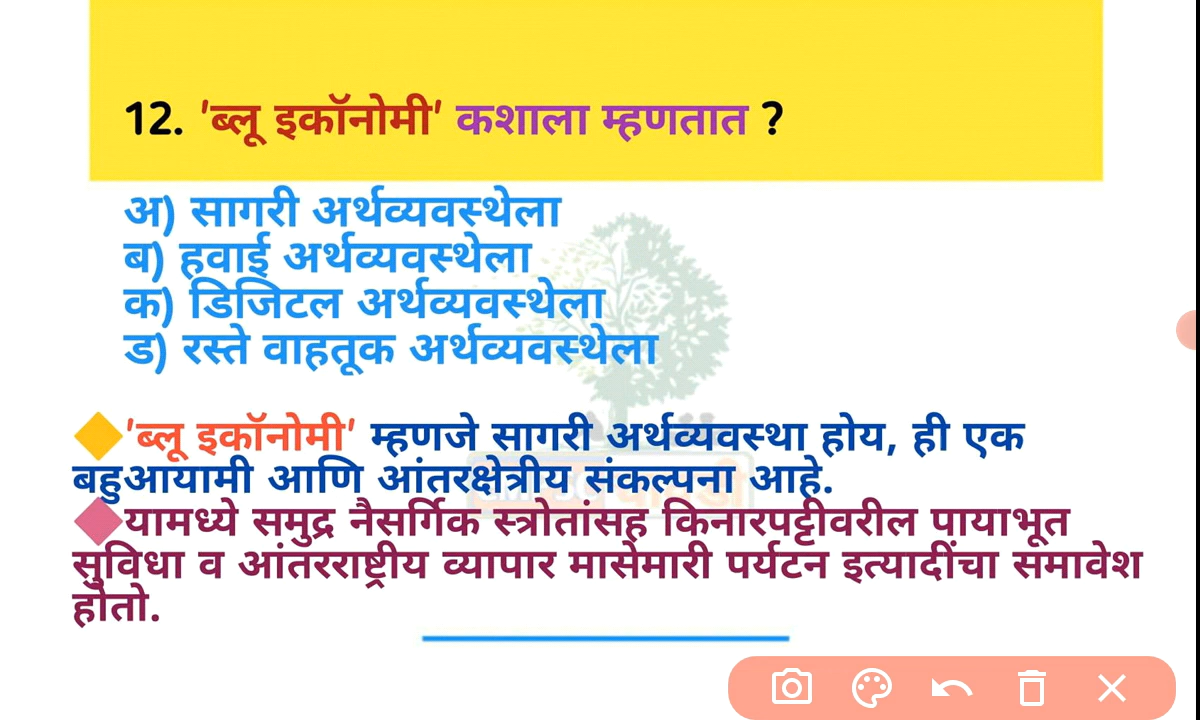 12. 'ब्लू इकॉनोमी' कशाला म्हणतात ?
अ) सागरी अर्थव्यवस्थेला
ब) हवाई अर्थव्यवस्थेला
क) डिजिटल अर्थव्यवस्थेला
ड) रस्ते वाहतूक अर्थव्यवस्थेला
'ब्लू इकॉनोमी' म्हणजे सागरी अर्थव्यवस्था होय, ही एक
बहुआयामी आणि आंतरक्षेत्रीय संकल्पना आहे.
यामध्ये समुद्र नैसर्गिक स्त्रोतांसह किनारपट्टीवरील पायाभूत
सुविधा व आंतरराष्ट्रीय व्यापार मासेमारी पर्यटन इत्यादींचा समावेश
होतो.